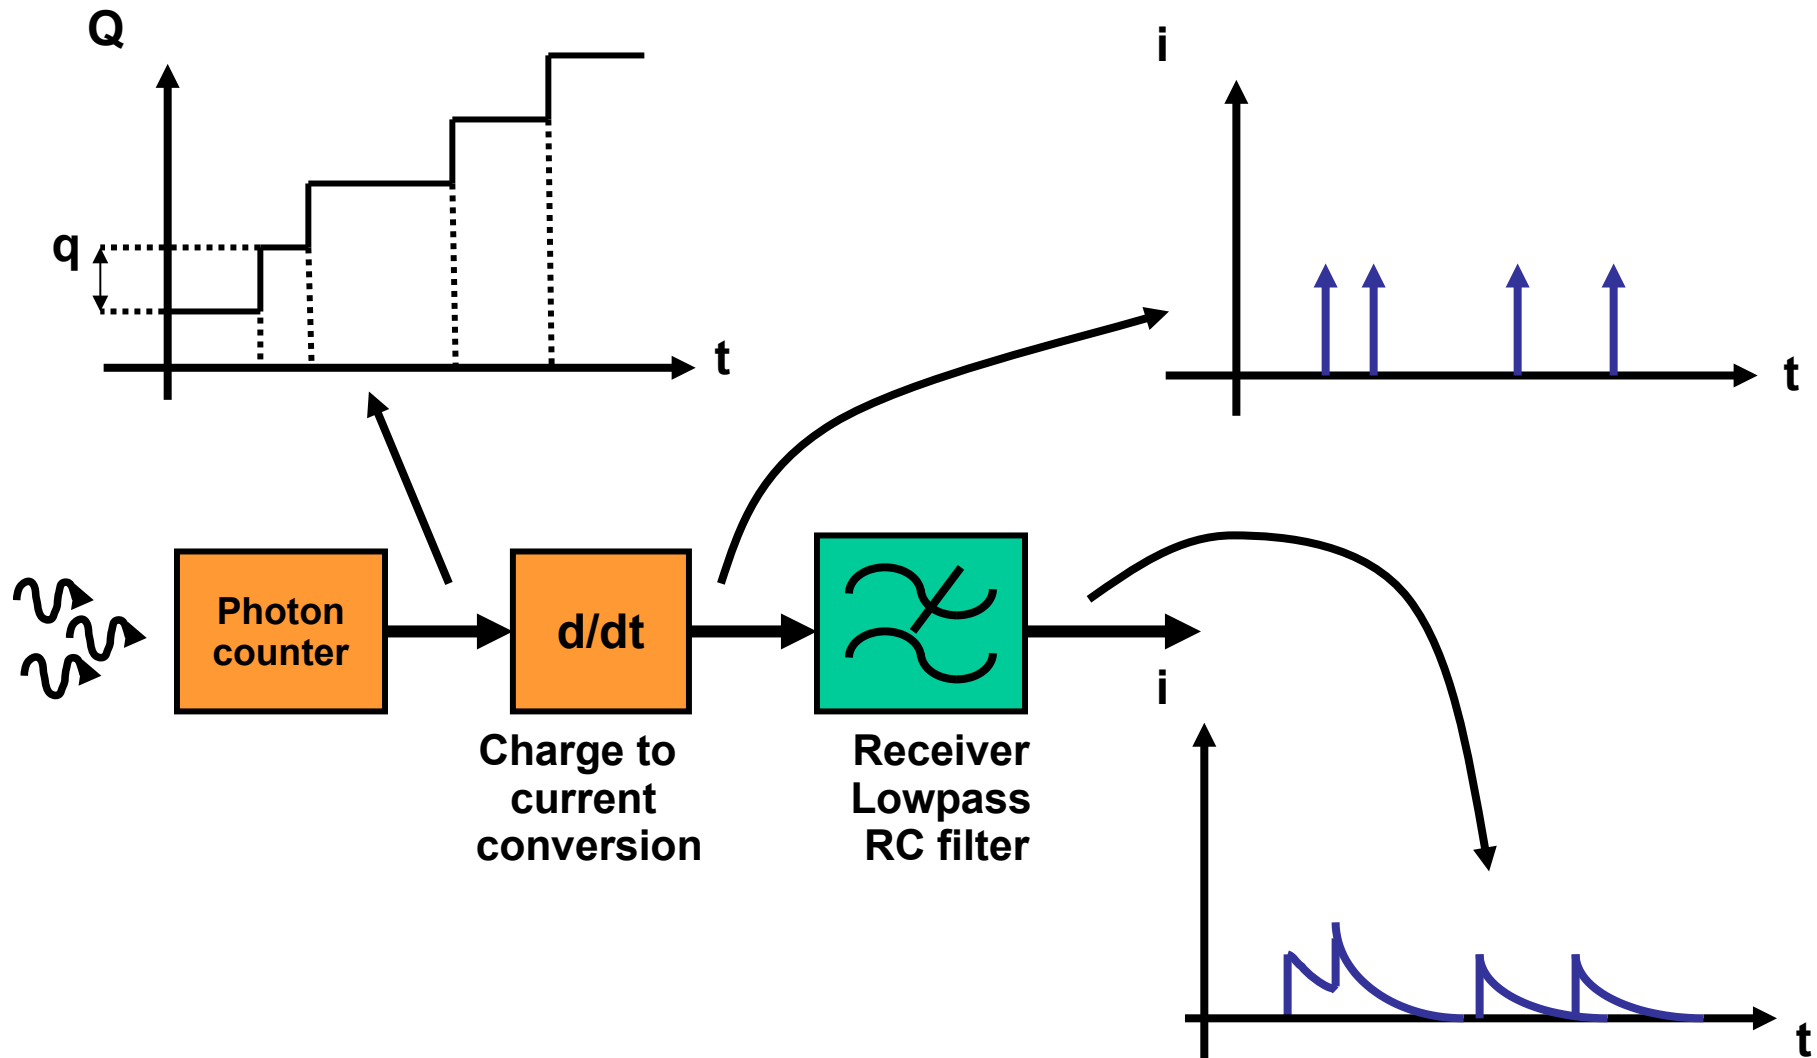 Q
q
t
i
t
Photon
counter
d/dt
Charge to
current
conversion
Receiver
Lowpass
RC filter
i
t